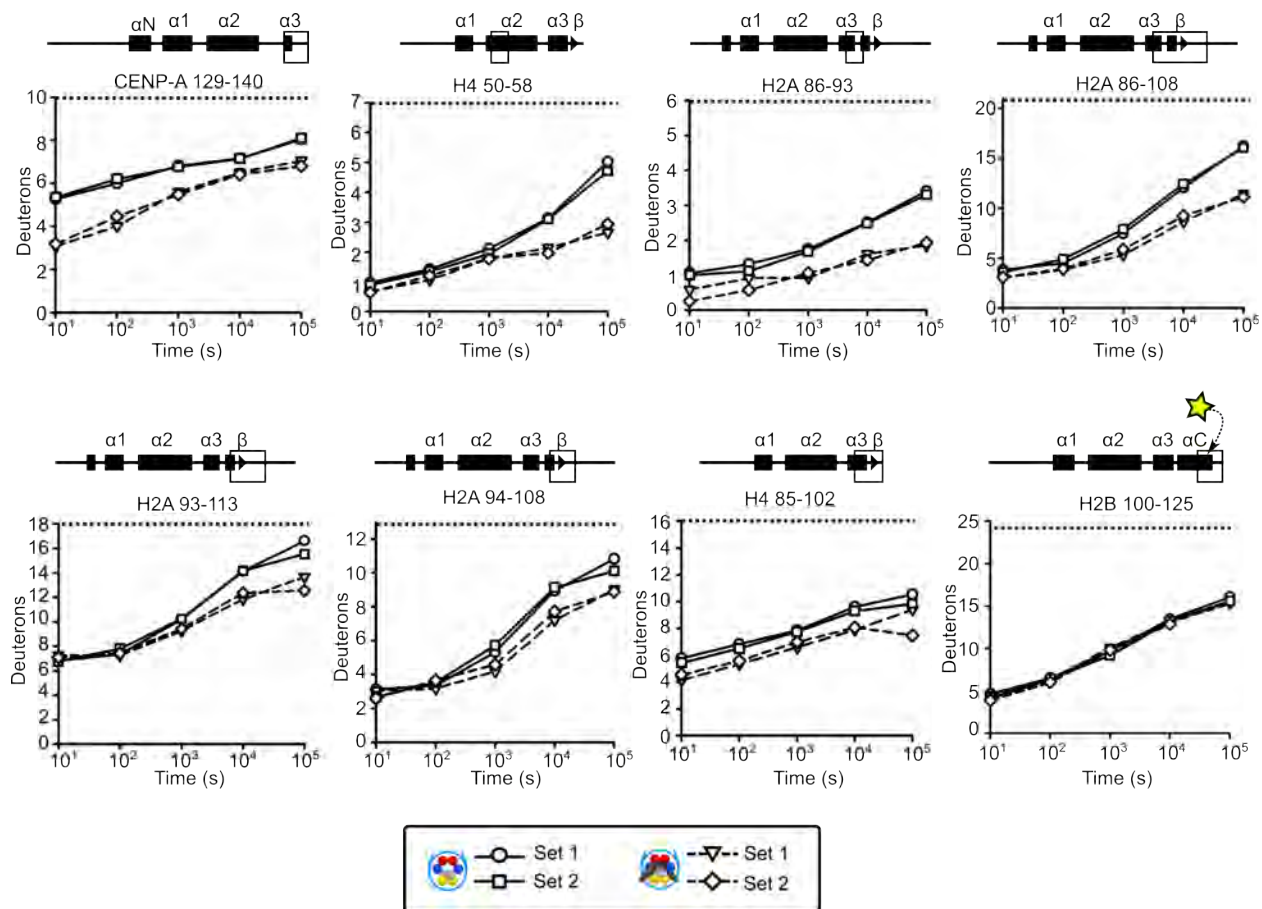 αN α1 α2 α3
CENP-A 129-140
Deuterons
10
8
6
4
2
0
10¹ 10² 10³ 10⁴ 10⁵
Time (s)
α1 α2 α3 β
H4 50-58
Deuterons
7
6
5
4
3
2
1
0
10¹ 10² 10³ 10⁴ 10⁵
Time (s)
α1 α2 α3 β
H2A 86-93
Deuterons
6
5
4
3
2
1
0
10¹ 10² 10³ 10⁴ 10⁵
Time (s)
α1 α2 α3 β
H2A 86-108
Deuterons
20
15
10
5
0
10¹ 10² 10³ 10⁴ 10⁵
Time (s)
α1 α2 α3 β
H2A 93-113
Deuterons
18
16
14
12
10
8
6
4
2
0
10¹ 10² 10³ 10⁴ 10⁵
Time (s)
α1 α2 α3 β
H2A 94-108
Deuterons
12
10
8
6
4
2
0
10¹ 10² 10³ 10⁴ 10⁵
Time (s)
α1 α2 α3 β
H4 85-102
Deuterons
16
14
12
10
8
6
4
2
0
10¹ 10² 10³ 10⁴ 10⁵
Time (s)
α1 α2 α3 αC
H2B 100-125
Deuterons
25
20
15
10
5
0
10¹ 10² 10³ 10⁴ 10⁵
Time (s)
Set 1 Set 1
Set 2 Set 2